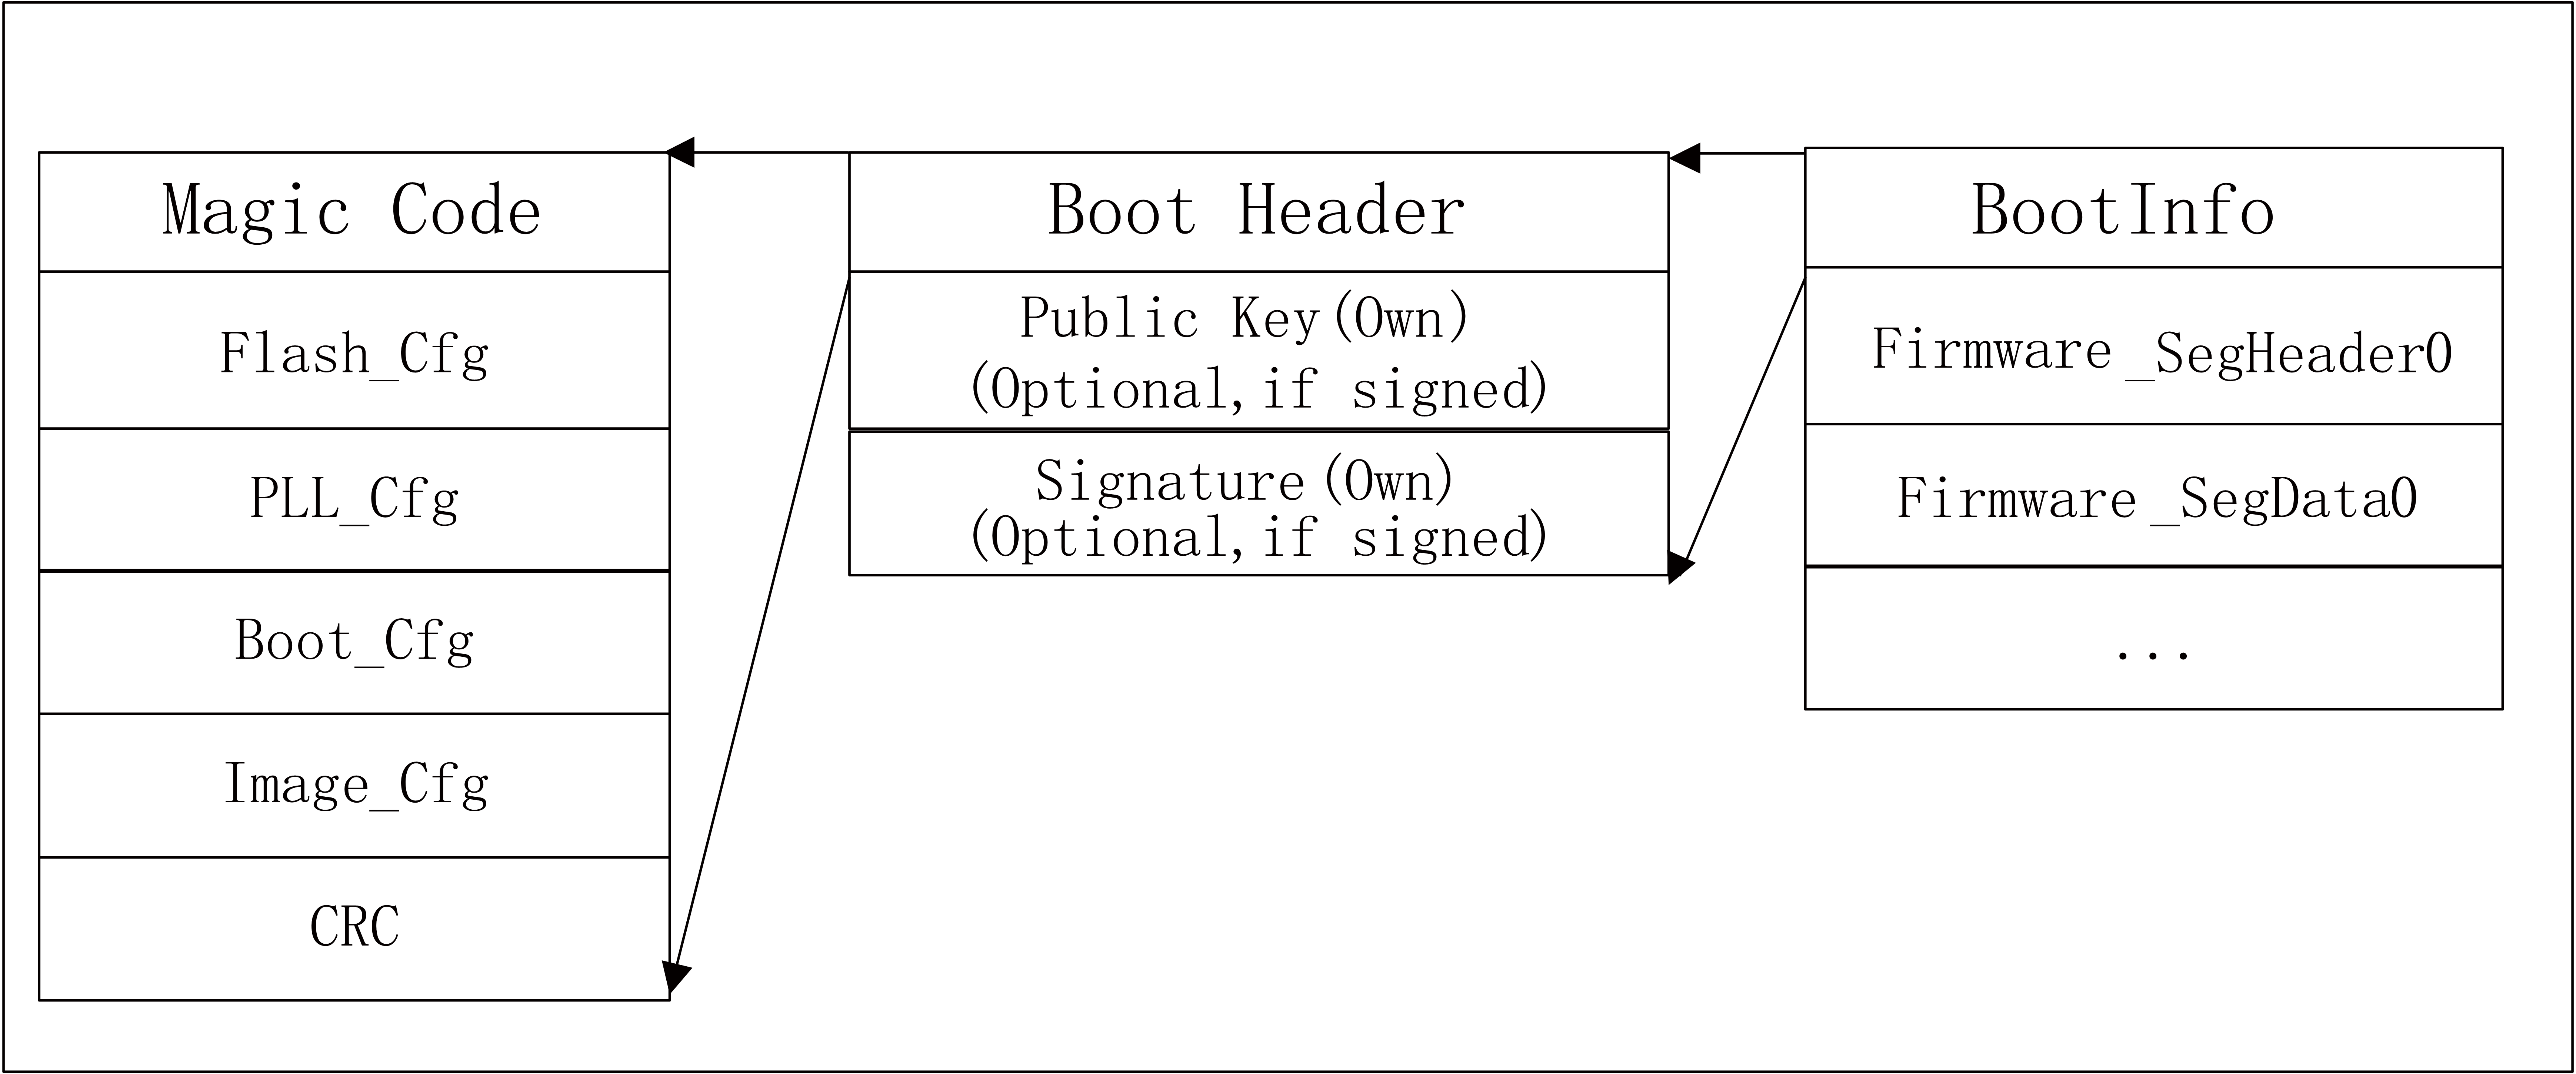 Magic Code
Flash_Cfg
PLL_Cfg
Boot_Cfg
Image_Cfg
CRC
Boot Header
Public Key(Own)
(Optional,if signed)
Signature(Own)
(Optional,if signed)
BootInfo
Firmware_SegHeader0
Firmware_SegData0
...